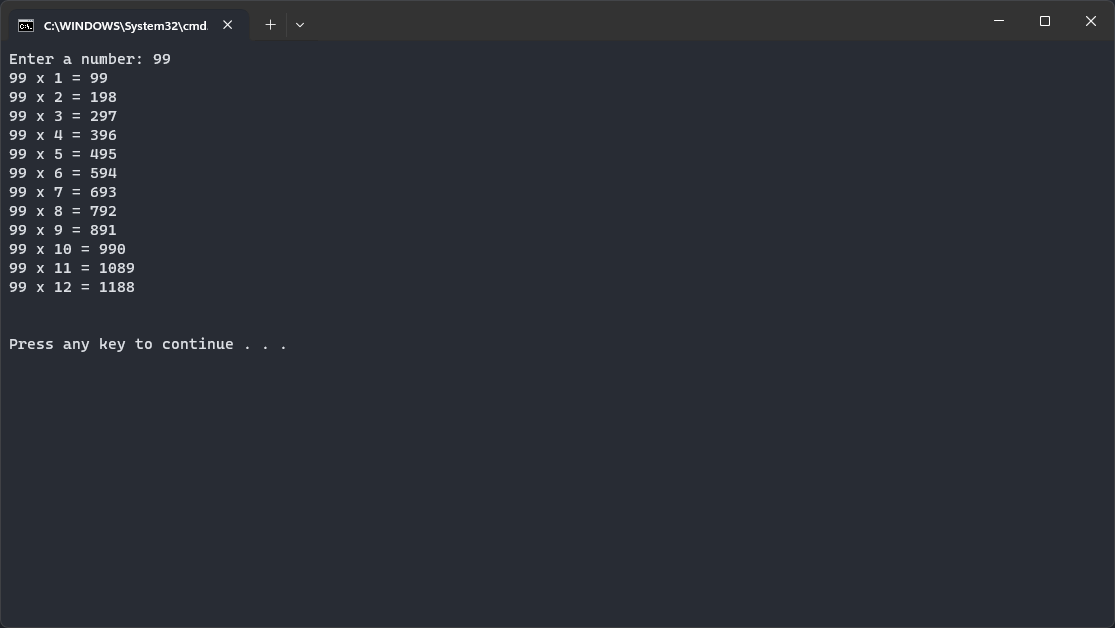 C:\WINDOWS\System32\cmd.
Enter a number: 99
99 x 1 = 99
99 x 2 = 198
99 x 3 = 297
99 x 4 = 396
99 x 5 = 495
99 x 6 = 594
99 x 7 = 693
99 x 8 = 792
99 x 9 = 891
99 x 10 = 990
99 x 11 = 1089
99 x 12 = 1188
Press any key to continue . . .